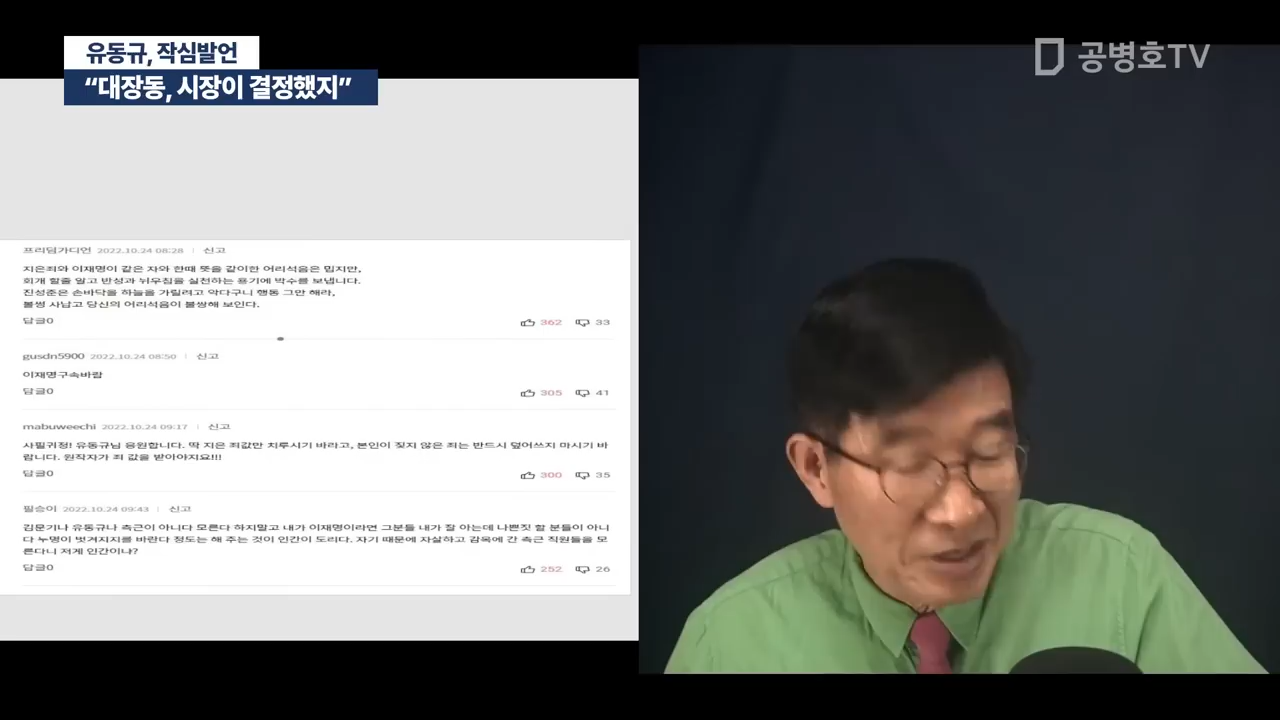 유동규, 작심발언
“대장동, 시장이 결정했지”
공병호TV
프리덤가디언 2022.10.24 08:28 | 신고
지은죄와 이재명이 같은 자와 한때 뜻을 같이한 어리석음은 밉지만,
회개 할줄 알고 반성과 뉘우침을 실천하는 용기에 박수를 보냅니다.
진성준은 손바닥을 하늘을 가릴려고 악다구니 행동 그만 해라,
볼썽 사납고 당신의 어리석음이 불쌍해 보인다.
답글0
362 33
gusdn5900 2022.10.24 08:50 | 신고
이재명구속바람
답글0
305 41
mabuweechi 2022.10.24 09:17 | 신고
사필귀정! 유동규님 응원합니다. 딱 지은 죄값만 치루시기 바라고, 본인이 짖지 않은 죄는 반드시 덮어쓰지 마시기 바
랍니다. 원작자가 죄 값을 받아야지요!!!
답글0
300 35
필승이 2022.10.24 09:43 | 신고
김문기나 유동규나 측근이 아니다 모른다 하지말고 내가 이재명이라면 그분들 내가 잘 아는데 나쁜짓 할 분들이 아니
다 누명이 벗겨지지를 바란다 정도는 해 주는 것이 인간이 도리다. 자기 때문에 자살하고 감옥에 간 측근 직원들을 모
른다니 저게 인간이냐?
답글0
252 26